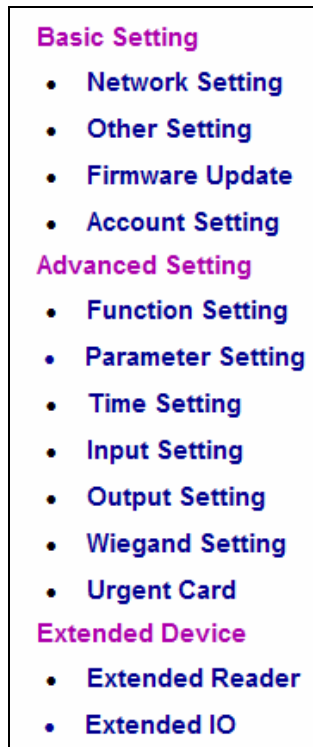 Basic Setting
• Network Setting
• Other Setting
• Firmware Update
• Account Setting
Advanced Setting
• Function Setting
• Parameter Setting
• Time Setting
• Input Setting
• Output Setting
• Wiegand Setting
• Urgent Card
Extended Device
• Extended Reader
• Extended IO